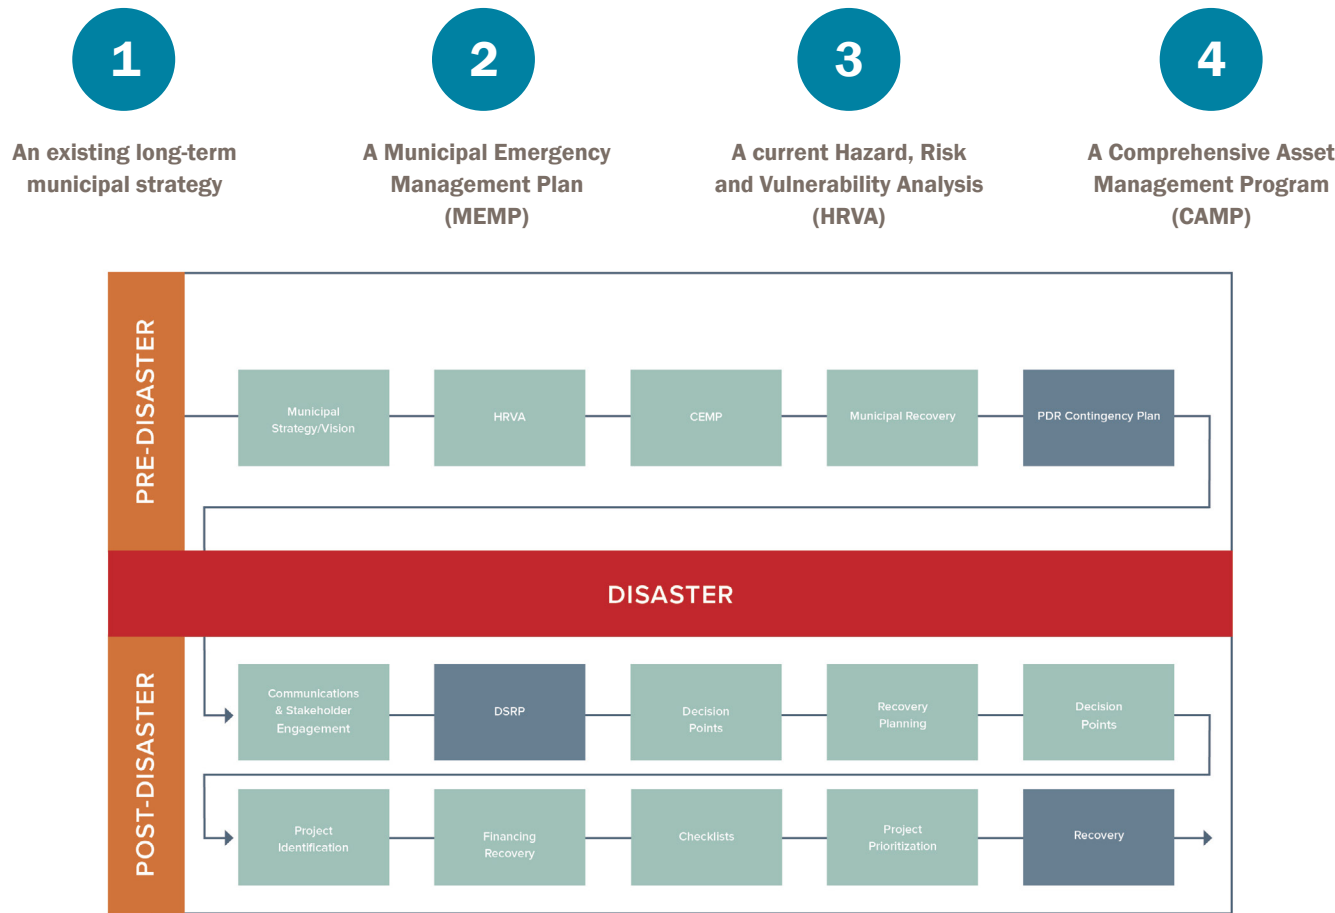 1
An existing long-term
municipal strategy
2
A Municipal Emergency
Management Plan
(MEMP)
3
A current Hazard, Risk
and Vulnerability Analysis
(HRVA)
4
A Comprehensive Asset
Management Program
(CAMP)
PRE-DISASTER
Municipal
Strategy/Vision
HRVA
CEMP
Municipal Recovery
PDR Contingency Plan
DISASTER
POST-DISASTER
Communications
& Stakeholder
Engagement
DSRP
Decision
Points
Recovery
Planning
Decision
Points
Project
Identification
Financing
Recovery
Checklists
Project
Prioritization
Recovery